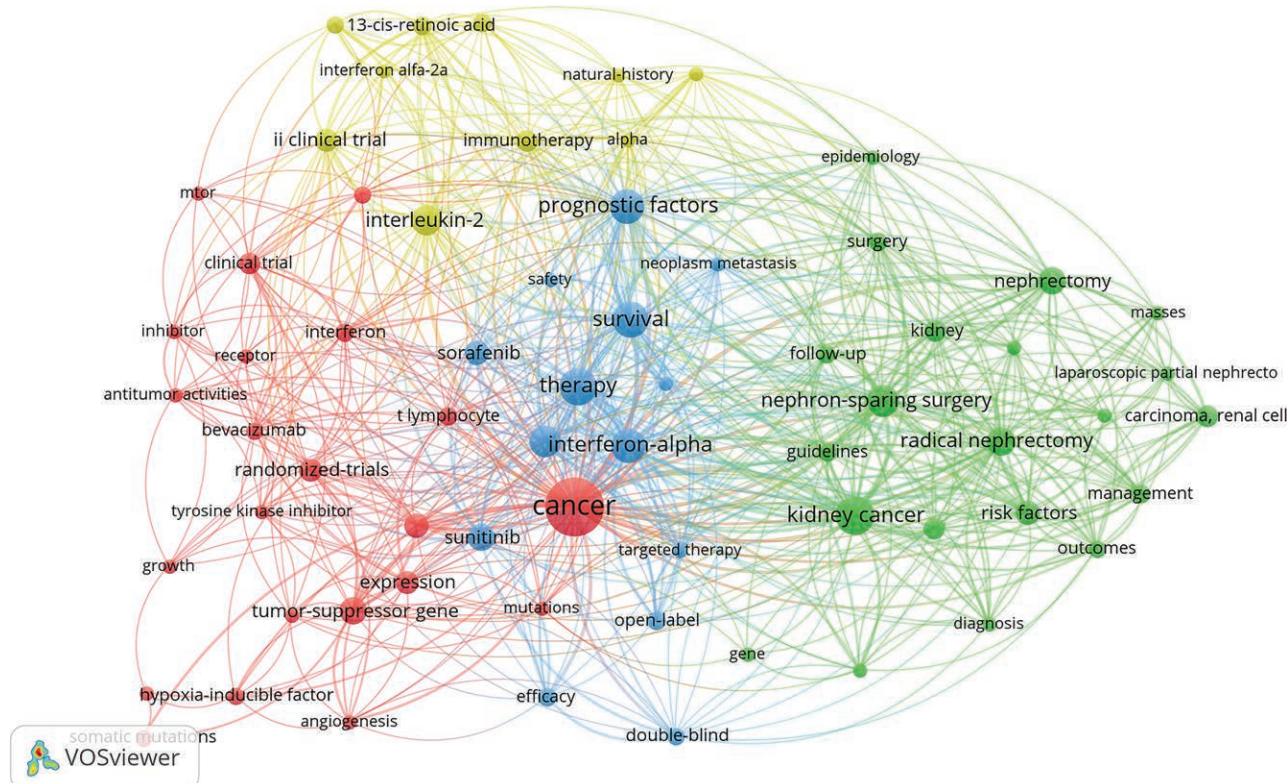 13-cis-retinoic acid
interferon alfa-2a
natural-history
ii clinical trial
immunotherapy
alpha
epidemiology
mtor
interleukin-2
prognostic factors
surgery
clinical trial
safety
neoplasm metastasis
nephrectomy
masses
inhibitor
interferon
survival
kidney
receptor
sorafenib
follow-up
laparoscopic partial nephrecto
antitumor activities
therapy
nephron-sparing surgery
t lymphocyte
carcinoma, renal cell
bevacizumab
interferon-alpha
guidelines
radical nephrectomy
randomized-trials
management
tyrosine kinase inhibitor
cancer
kidney cancer
risk factors
sunitinib
targeted therapy
outcomes
growth
expression
tumor-suppressor gene
mutations
open-label
diagnosis
gene
hypoxia-inducible factor
efficacy
angiogenesis
somatic mutations
double-blind
VOSviewer